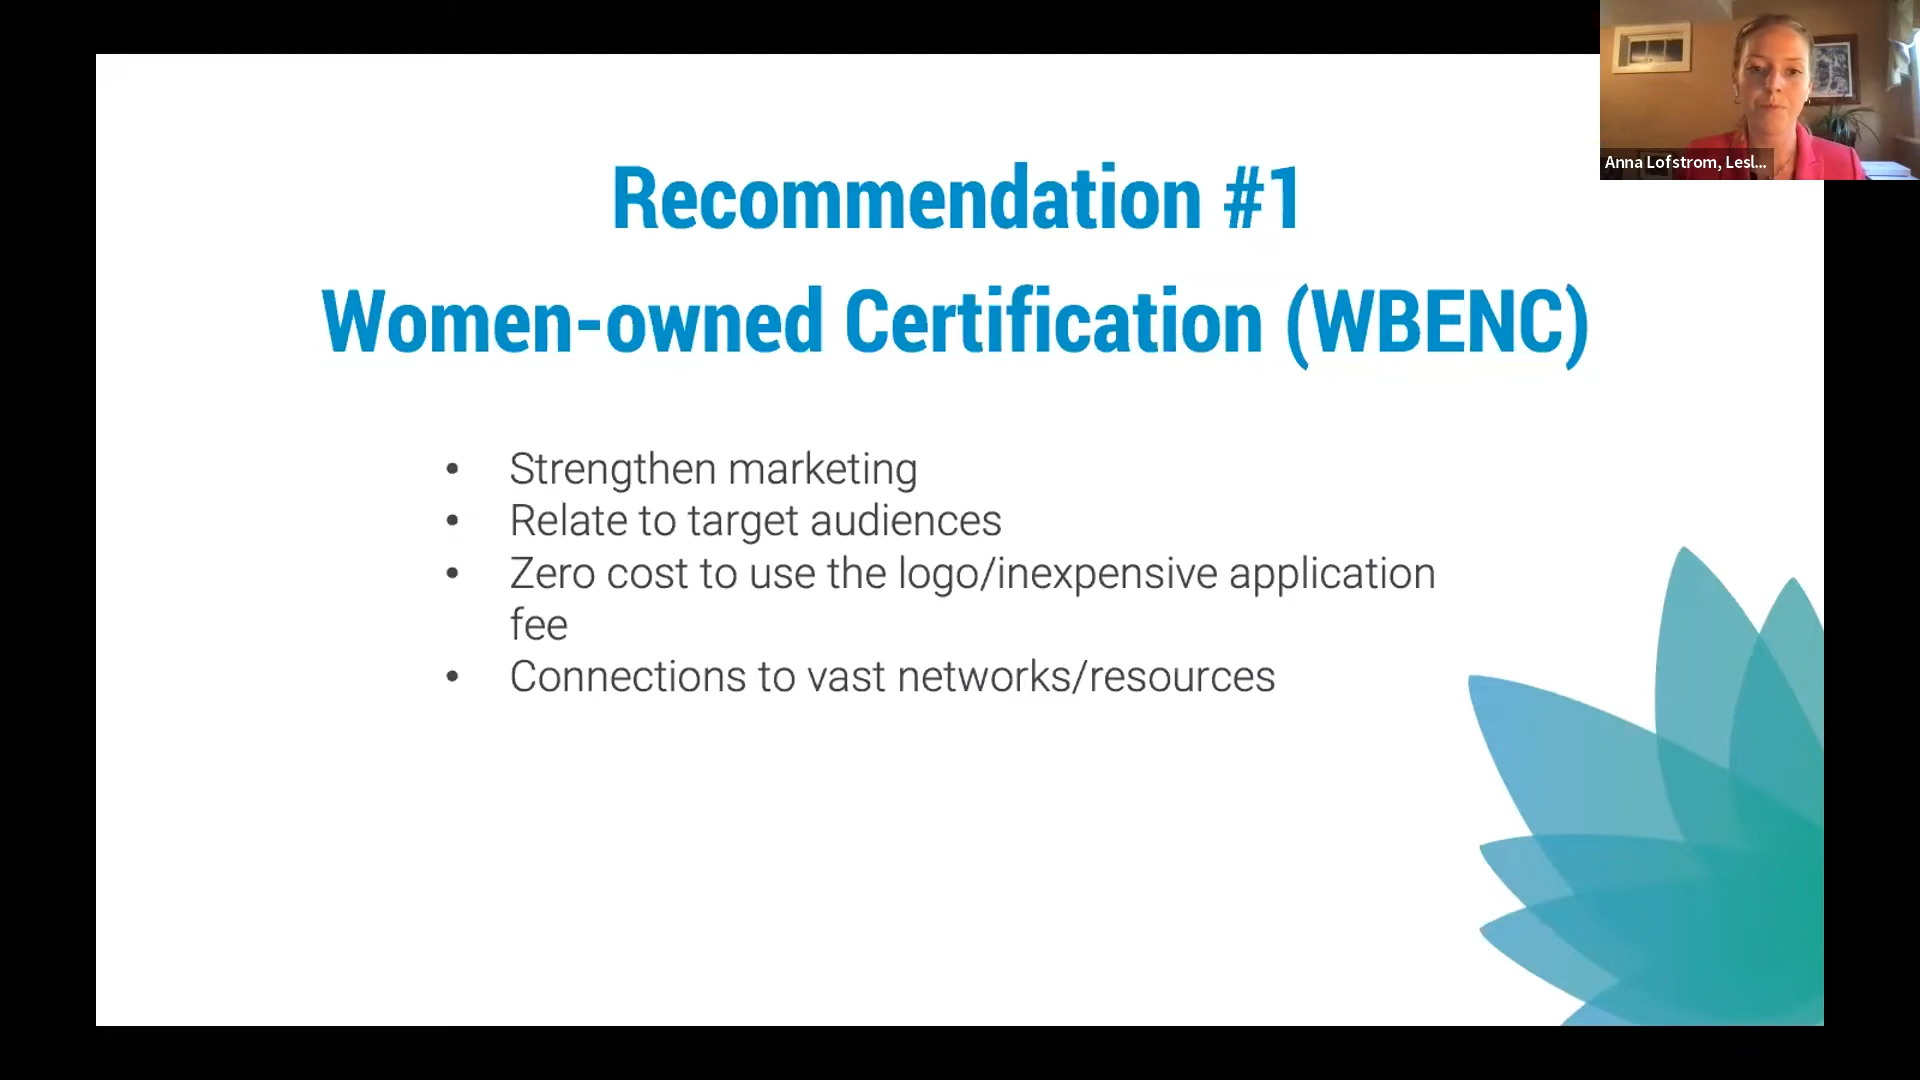 Recommendation #1
Women-owned Certification (WBENC)
• Strengthen marketing
• Relate to target audiences
• Zero cost to use the logo/inexpensive application
fee
• Connections to vast networks/resources
Anna Lofstrom, Lesl...